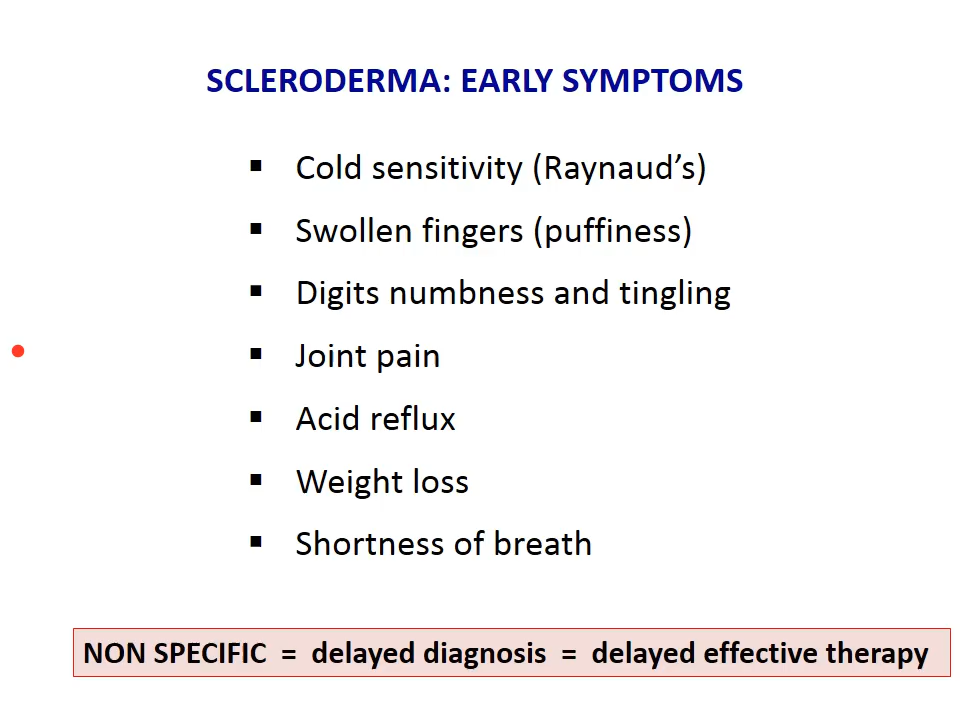 SCLERODERMA: EARLY SYMPTOMS
▪ Cold sensitivity (Raynaud’s)
▪ Swollen fingers (puffiness)
▪ Digits numbness and tingling
▪ Joint pain
▪ Acid reflux
▪ Weight loss
▪ Shortness of breath
NON SPECIFIC = delayed diagnosis = delayed effective therapy